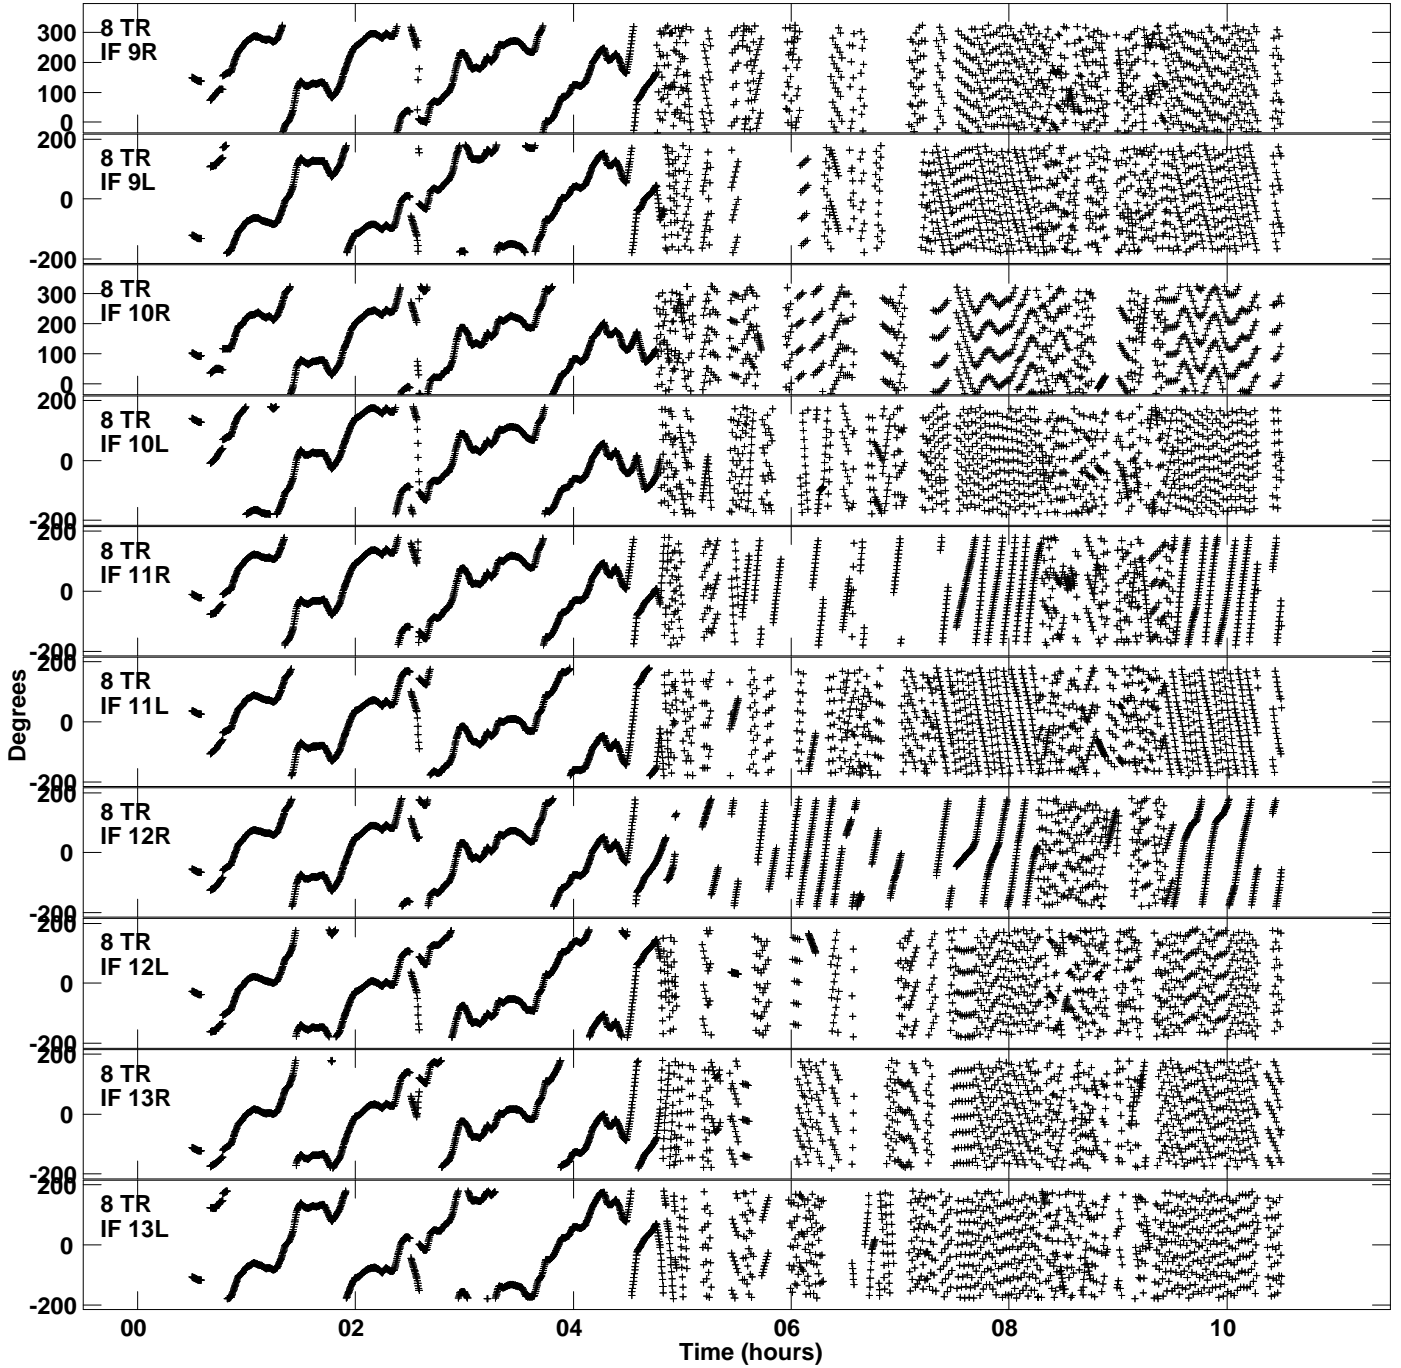 8 TR
IF 9R
300
200
100
0
8 TR
IF 9L
200
0
-200
8 TR
IF 10R
300
200
100
0
8 TR
IF 10L
200
0
-200
8 TR
IF 11R
200
0
-200
8 TR
IF 11L
200
0
-200
8 TR
IF 12R
200
0
-200
8 TR
IF 12L
200
0
-200
8 TR
IF 13R
200
0
-200
8 TR
IF 13L
200
0
-200
Degrees
00 02 04 06 08 10
Time (hours)